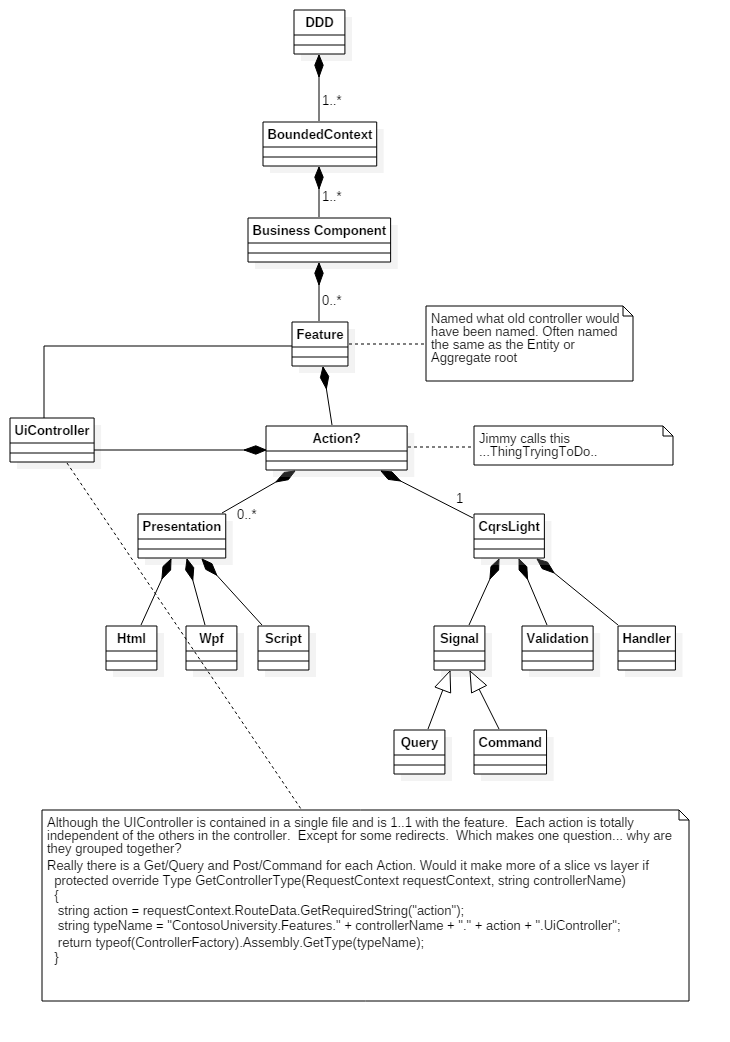 DDD
1..*
BoundedContext
1..*
Business Component
0..*
Feature
Named what old controller would
have been named. Often named
the same as the Entity or
Aggregate root
UiController
Action?
Jimmy calls this
...ThingTryingToDo..
0..*
1
Presentation
CqrsLight
Html
Wpf
Script
Signal
Validation
Handler
Query
Command
Although the UIController is contained in a single file and is 1..1 with the feature.  Each action is totally
independent of the others in the controller.  Except for some redirects.  Which makes one question... why are
they grouped together?
Really there is a Get/Query and Post/Command for each Action. Would it make more of a slice vs layer if
protected override Type GetControllerType(RequestContext requestContext, string controllerName)
{
string action = requestContext.RouteData.GetRequiredString("action");
string typeName = "ContosoUniversity.Features." + controllerName + "." + action + ".UiController";
return typeof(ControllerFactory).Assembly.GetType(typeName);
}